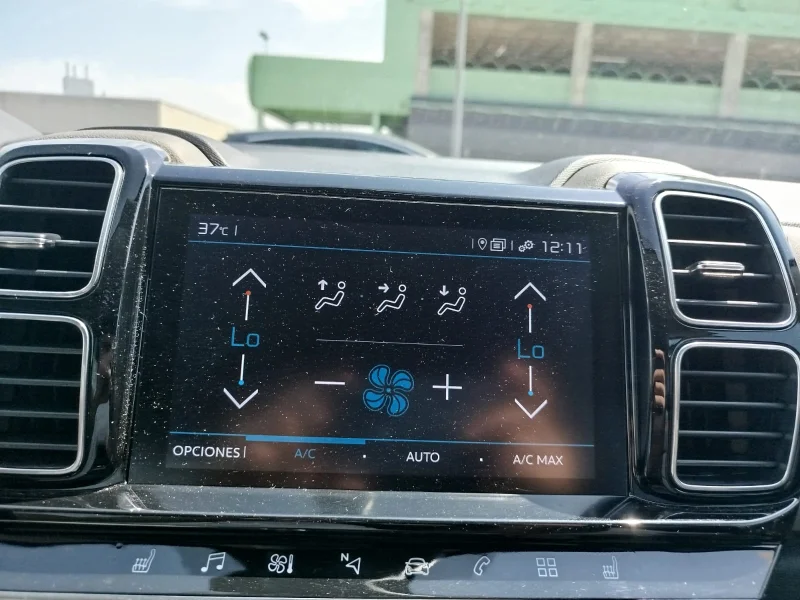 37°C | 12:11
Lo Lo
OPCIONES A/C AUTO A/C MAX
N